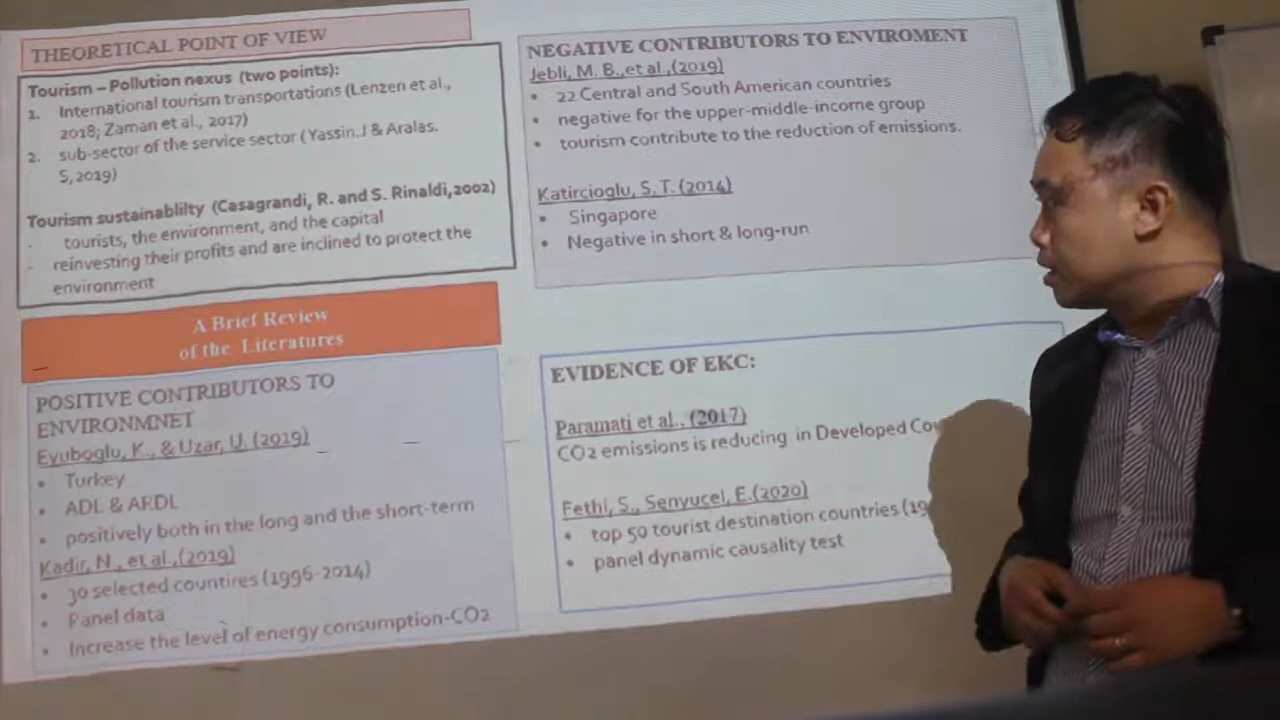 THEORETICAL POINT OF VIEW
Tourism – Pollution nexus (two points):
1. International tourism transportations (Lenzen et al.,
2018; Zaman et al., 2017)
2. sub-sector of the service sector (Yassin.J & Aralas.
S,2019)
Tourism sustainablilty (Casagrandi, R. and S. Rinaldi,2002)
- tourists, the environment, and the capital
- reinvesting their profits and are inclined to protect the
environment
A Brief Review
of the Literatures
POSITIVE CONTRIBUTORS TO
ENVIRONMNET
Eyuboglu, K., & Uzar, U. (2019)
• Turkey
• ADL & ARDL
• positively both in the long and the short-term
Kadir, N., et al.,(2019)
• 30 selected countires (1996-2014)
• Panel data
• Increase the level of energy consumption-CO2
NEGATIVE CONTRIBUTORS TO ENVIROMENT
Jebli, M. B.,et al.,(2019)
• 22 Central and South American countries
• negative for the upper-middle-income group
• tourism contribute to the reduction of emissions.
Katircioglu, S. T. (2014)
• Singapore
• Negative in short & long-run
EVIDENCE OF EKC:
Paramati et al., (2017)
CO2 emissions is reducing in Developed
Fethi, S., Senyucel, E.(2020)
• top 50 tourist destination countries
• panel dynamic causality test